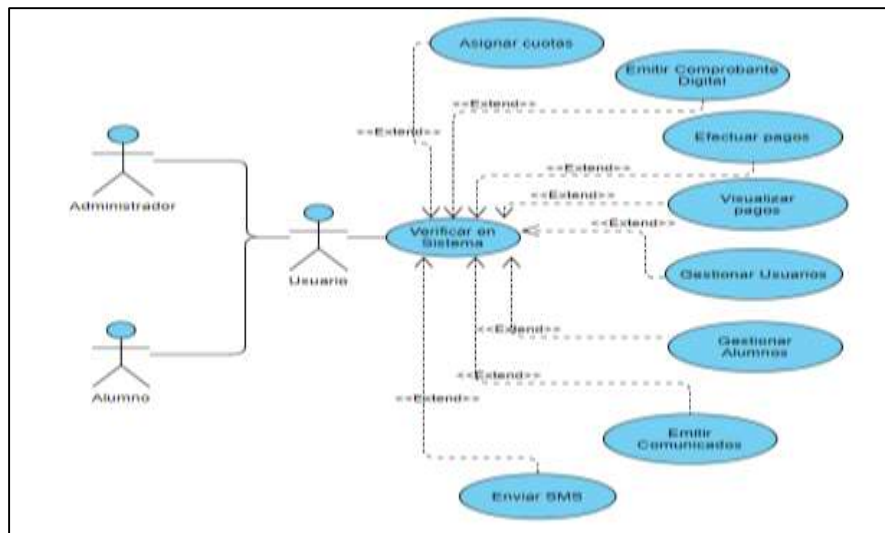 Asignar cuotas
Emitir Comprobante
Digital
<<Extend>>
<<Extend>>
Efectuar pagos
<<Extend>>
Administrador
<<Extend>>
Visualizar
pagos
<<Extend>>
Verificar en
Sistema
Usuario
Gestionar Usuarios
<<Extend>>
Gestionar
Alumnos
<<Extend>>
Alumno
<<Extend>>
Emitir
Comunicados
Enviar SMS